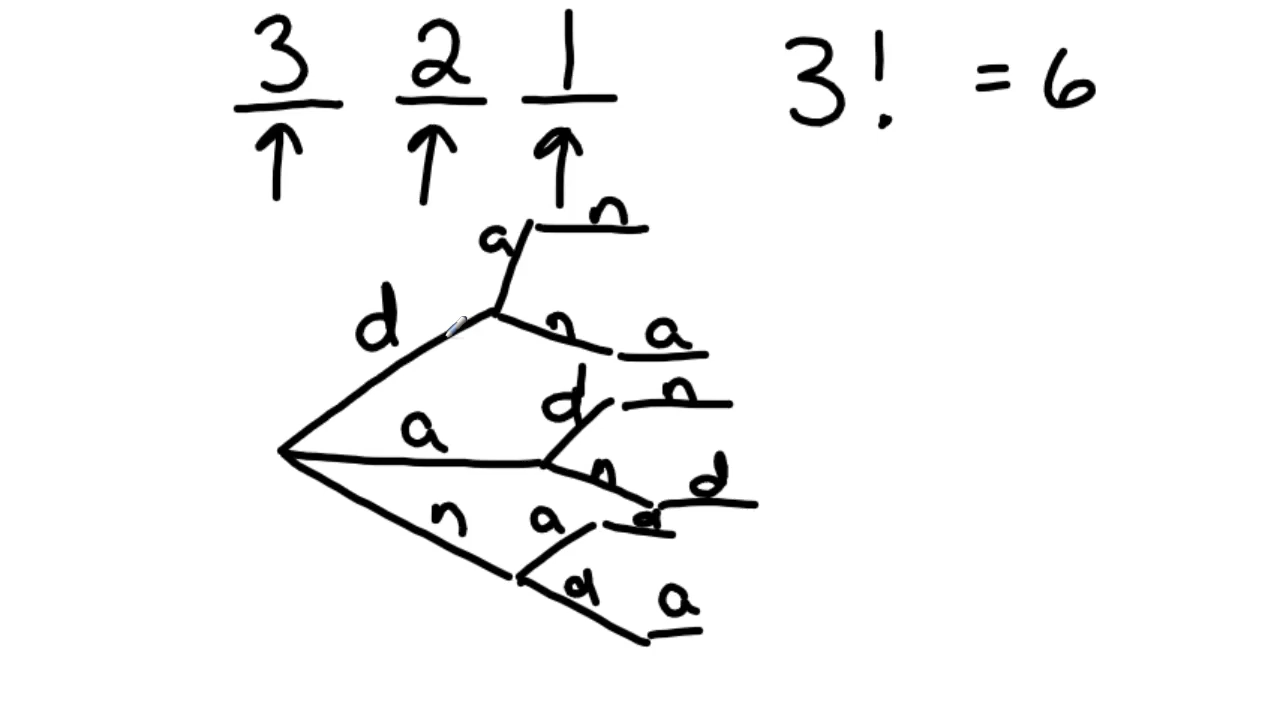 3 2 1 3! = 6
n
a
d n a
d n
a n d
n a d
d a